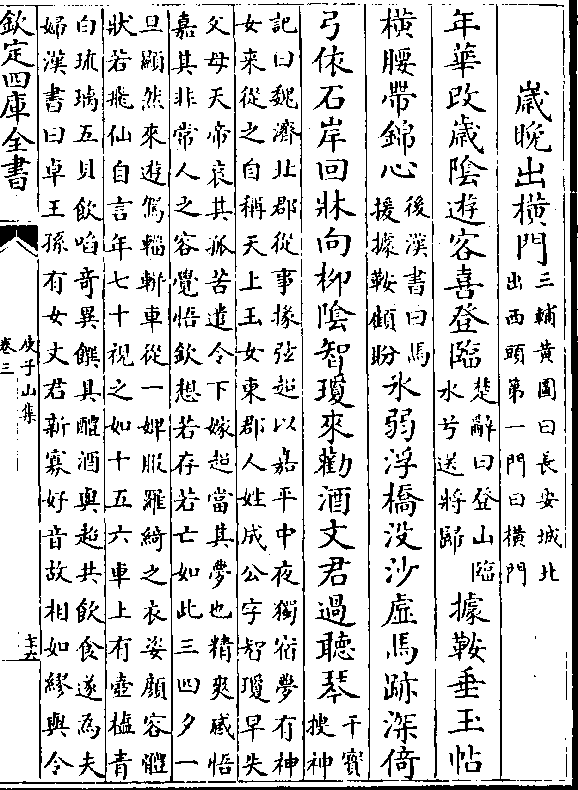 歲晩出橫門
三輔黃圖曰長安城北
出西頭第一門曰橫門
年華改歲陰遊客喜登臨
楚辭曰登山臨
水兮送將歸
據鞍垂玉帖
橫腰帶錦心
後漢書曰馬
援據鞍顧盼
氷弱浮橋没沙虛馬跡深倚
弓依石岸回牀向柳陰智瓊來勸酒文君過聽琴
干寶
搜神
記曰魏濟北郡從事掾弦超以嘉平中夜獨宿夢有神
女來從之自稱天上玉女東郡人姓成公字智瓊早失
父母天帝哀其孤苦遣令下嫁超當其夢也精爽感悟
嘉其非常人之容覺悟欽想若存若亡如此三四夕一
旦顯然來遊駕輜軿車從一婢服羅綺之衣姿顔容體
狀若飛仙自言年七十視之如十五六車上有壺榼青
白琉璃五具飲啗奇異饌具醴酒與超共飲食遂為夫
婦漢書曰卓王孫有女文君新寡好音故相如繆與令
欽定四庫全書
庾子山集
卷三